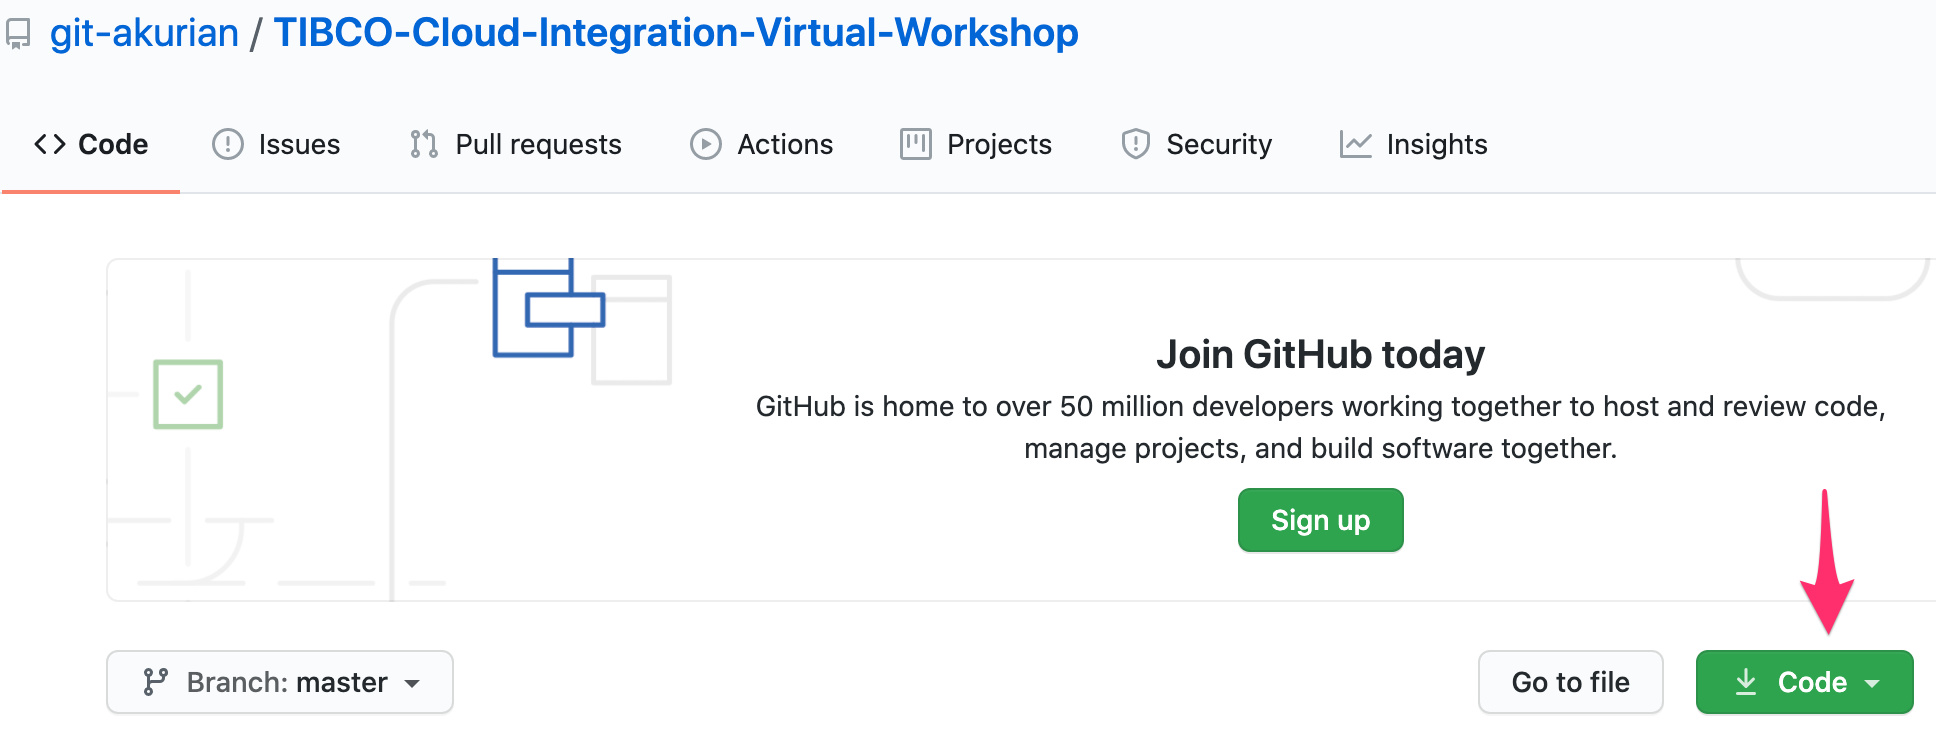 git-akurian / TIBCO-Cloud-Integration-Virtual-Workshop
Code Issues Pull requests Actions Projects Security Insights
Join GitHub today
GitHub is home to over 50 million developers working together to host and review code,
manage projects, and build software together.
Sign up
Branch: master Go to file Code